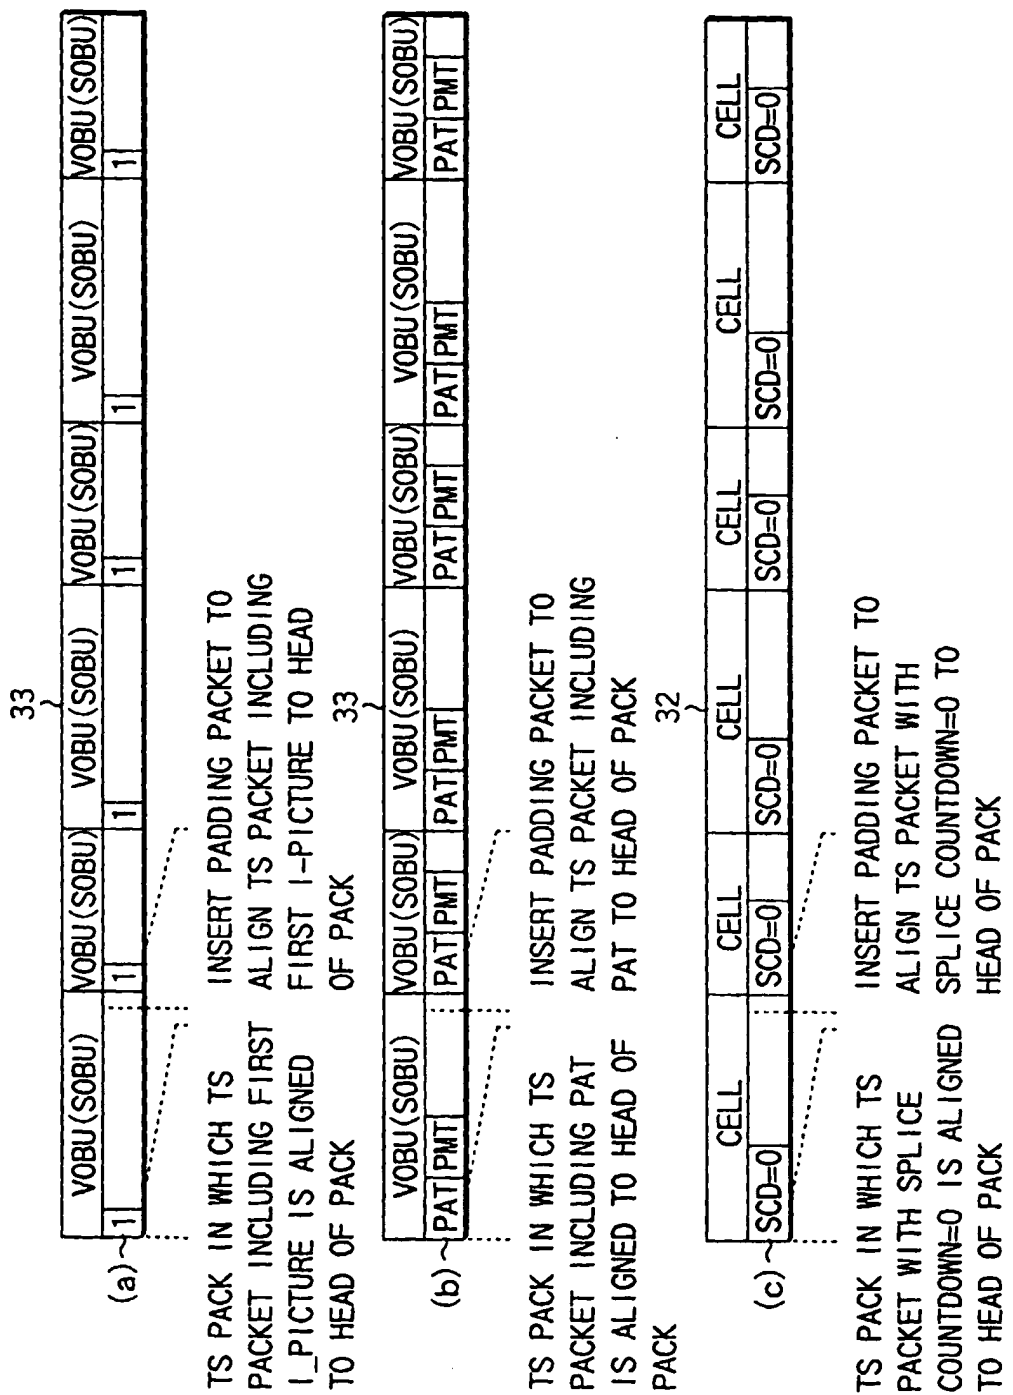 33
VOBU(SOBU) VOBU(SOBU) VOBU(SOBU) VOBU(SOBU) VOBU(SOBU) VOBU(SOBU)
(a) 1 1 1 1 1 1
TS PACK IN WHICH TS
PACKET INCLUDING FIRST
I_PICTURE IS ALIGNED
TO HEAD OF PACK
INSERT PADDING PACKET TO
ALIGN TS PACKET INCLUDING
FIRST I-PICTURE TO HEAD
OF PACK
33
VOBU(SOBU) VOBU(SOBU) VOBU(SOBU) VOBU(SOBU) VOBU(SOBU) VOBU(SOBU)
(b) PAT PMT PAT PMT PAT PMT PAT PMT PAT PMT PAT PMT
TS PACK IN WHICH TS
PACKET INCLUDING PAT
IS ALIGNED TO HEAD OF
PACK
INSERT PADDING PACKET TO
ALIGN TS PACKET INCLUDING
PAT TO HEAD OF PACK
32
CELL CELL CELL CELL CELL CELL
(c) SCD=0 SCD=0 SCD=0 SCD=0 SCD=0 SCD=0
TS PACK IN WHICH TS
PACKET WITH SPLICE
COUNTDOWN=0 IS ALIGNED
TO HEAD OF PACK
INSERT PADDING PACKET TO
ALIGN TS PACKET WITH
SPLICE COUNTDOWN=0 TO
HEAD OF PACK